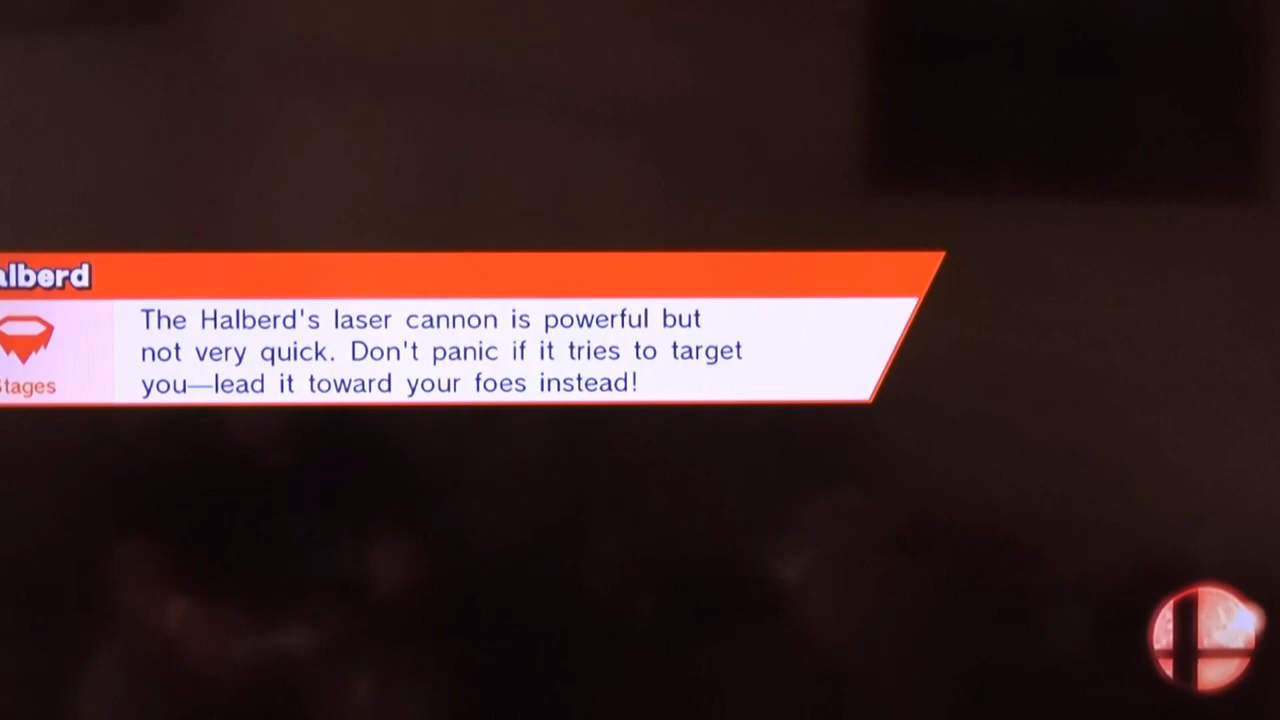 alberd
The Halberd's laser cannon is powerful but
not very quick. Don't panic if it tries to target
Stages
you—lead it toward your foes instead!